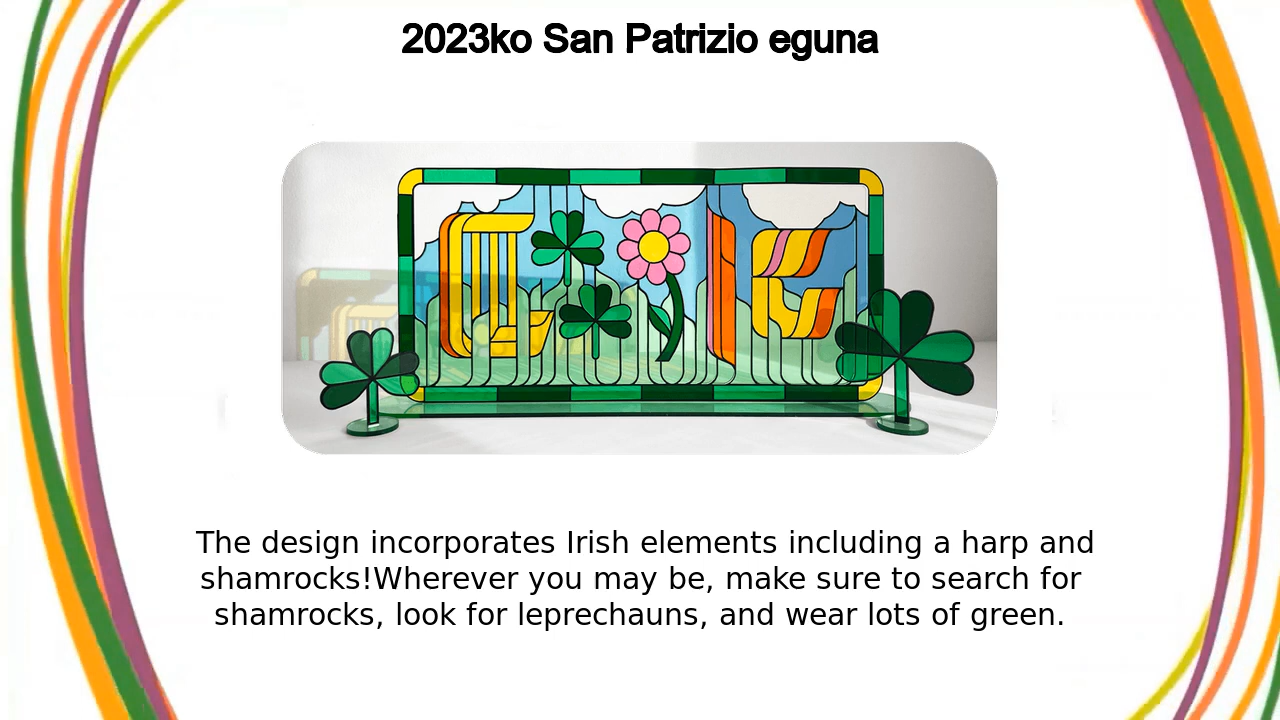 2023ko San Patrizio eguna
The design incorporates Irish elements including a harp and
shamrocks!Wherever you may be, make sure to search for
shamrocks, look for leprechauns, and wear lots of green.